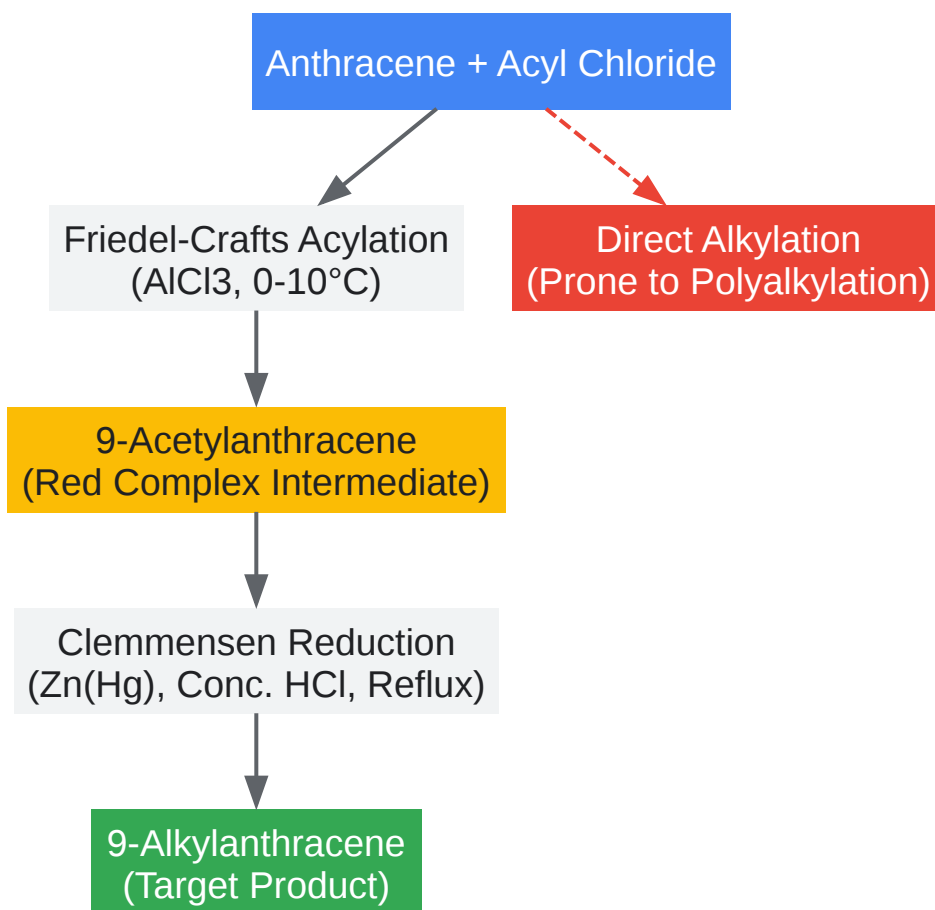 Anthracene + Acyl Chloride
Friedel-Crafts Acylation
(AlCl3, 0-10°C)
Direct Alkylation
(Prone to Polyalkylation)
9-Acetylanthracene
(Red Complex Intermediate)
Clemmensen Reduction
(Zn(Hg), Conc. HCl, Reflux)
9-Alkylanthracene
(Target Product)